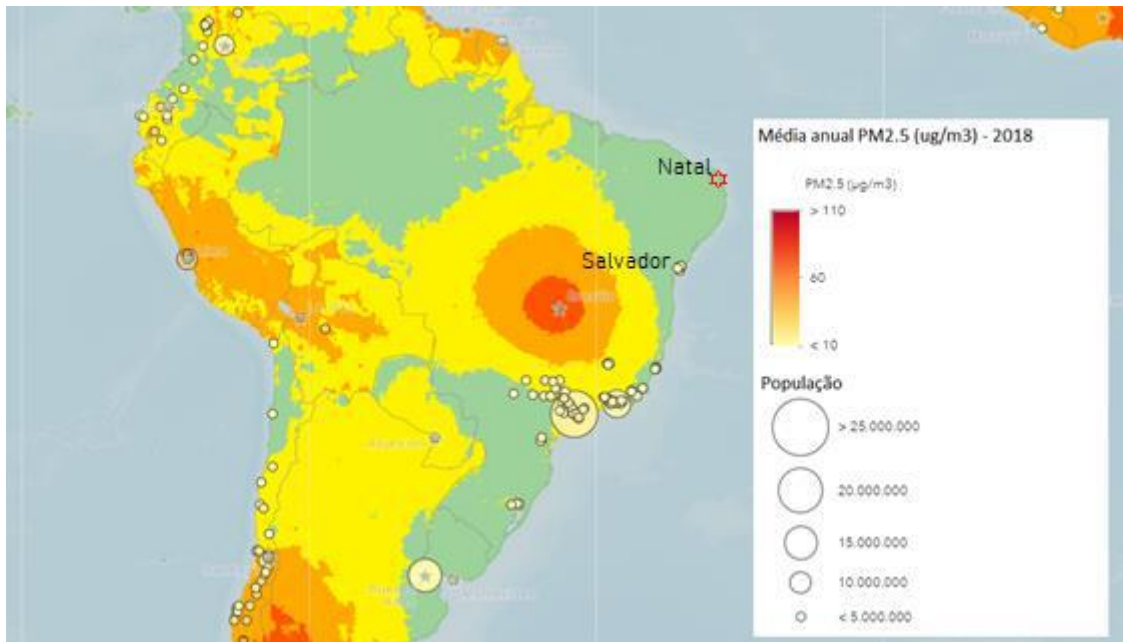 Natal
Salvador
Média anual PM2.5 (ug/m3) - 2018
PM2.5 (µg/m3)
> 110
60
< 10
População
> 25.000.000
20.000.000
15.000.000
10.000.000
< 5.000.000